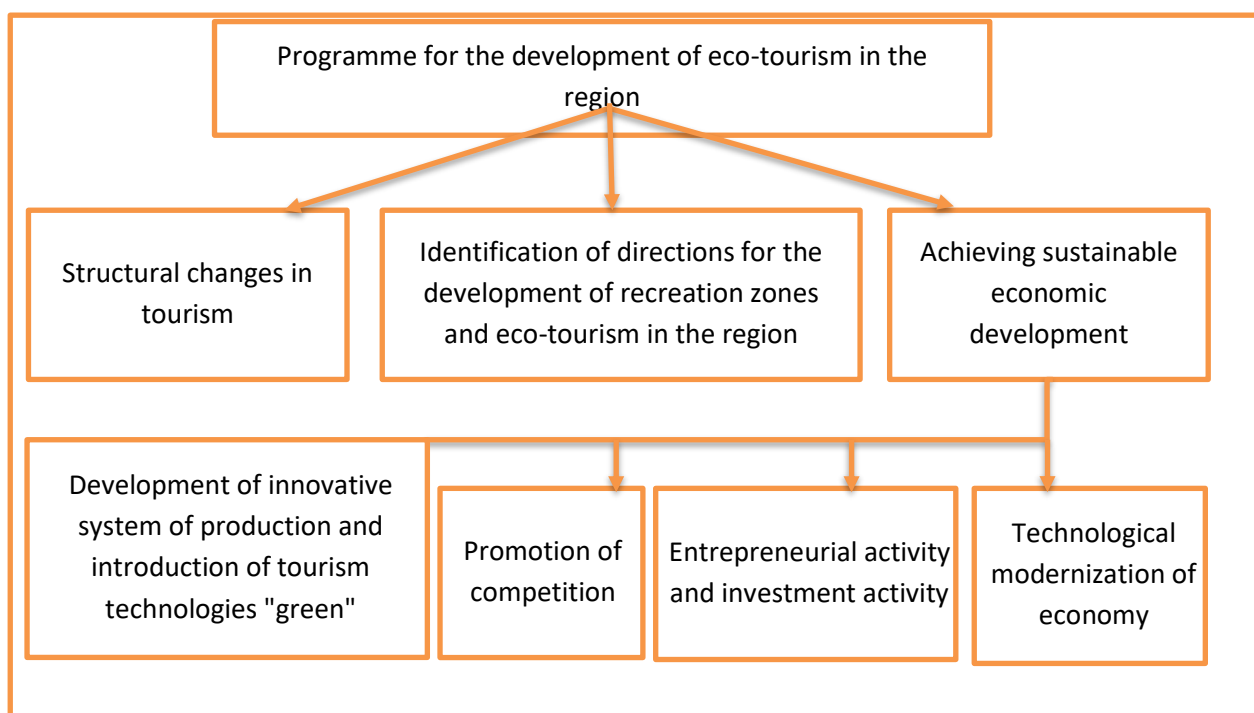 Programme for the development of eco-tourism in the
region
Structural changes in
tourism
Identification of directions for the
development of recreation zones
and eco-tourism in the region
Achieving sustainable
economic
development
Development of innovative
system of production and
introduction of tourism
technologies "green"
Promotion of
competition
Entrepreneurial activity
and investment activity
Technological
modernization of
economy